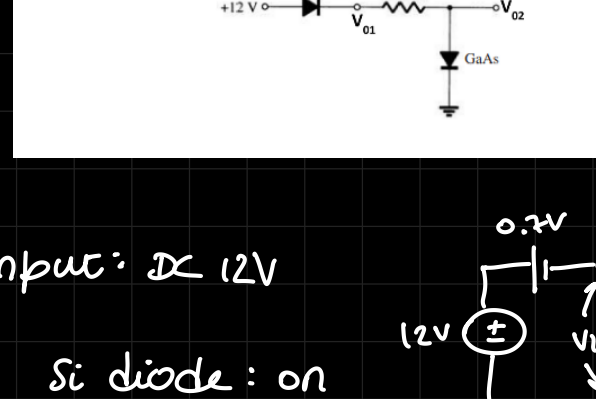 +12 V
V01
V02
GaAs
nput: DC 12V
0.7V
12V
Si diode: on